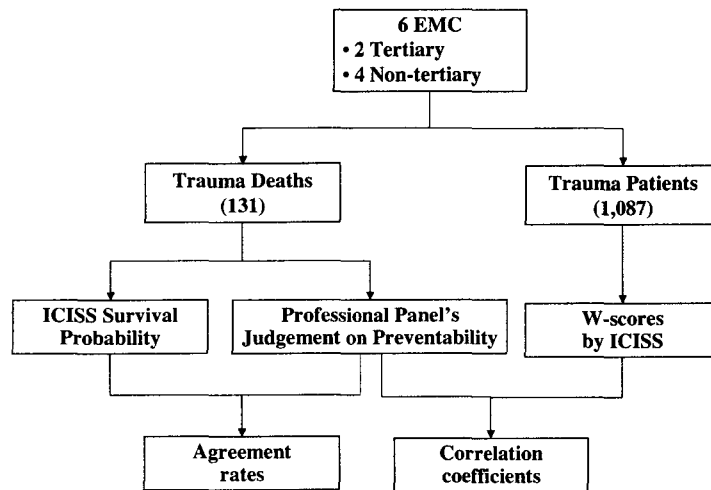 6 EMC
• 2 Tertiary
• 4 Non-tertiary
Trauma Deaths
(131)
Trauma Patients
(1,087)
ICISS Survival
Probability
Professional Panel's
Judgement on Preventability
W-scores
by ICISS
Agreement
rates
Correlation
coefficients